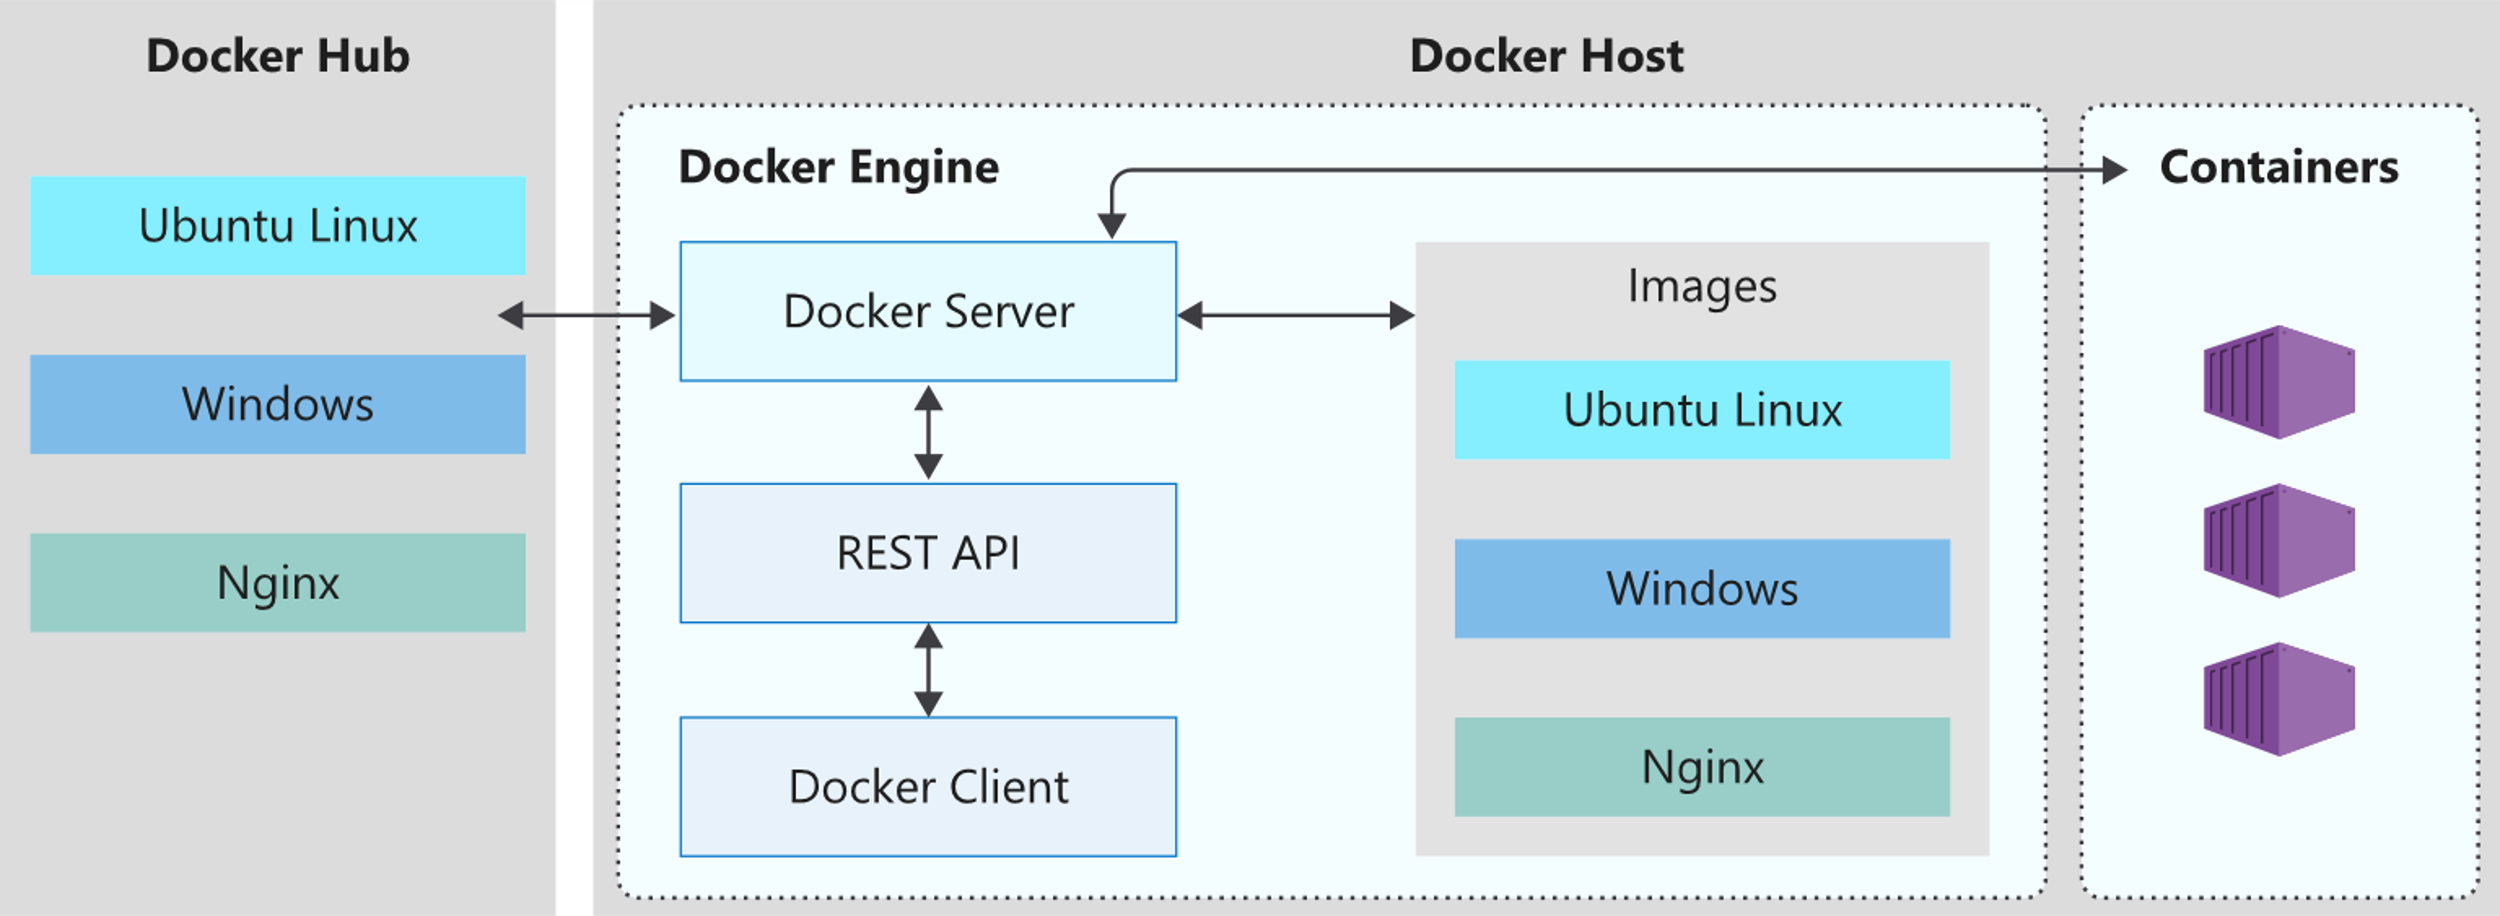 Docker Hub
Ubuntu Linux
Windows
Nginx
Docker Host
Docker Engine
Docker Server
REST API
Docker Client
Images
Ubuntu Linux
Windows
Nginx
Containers